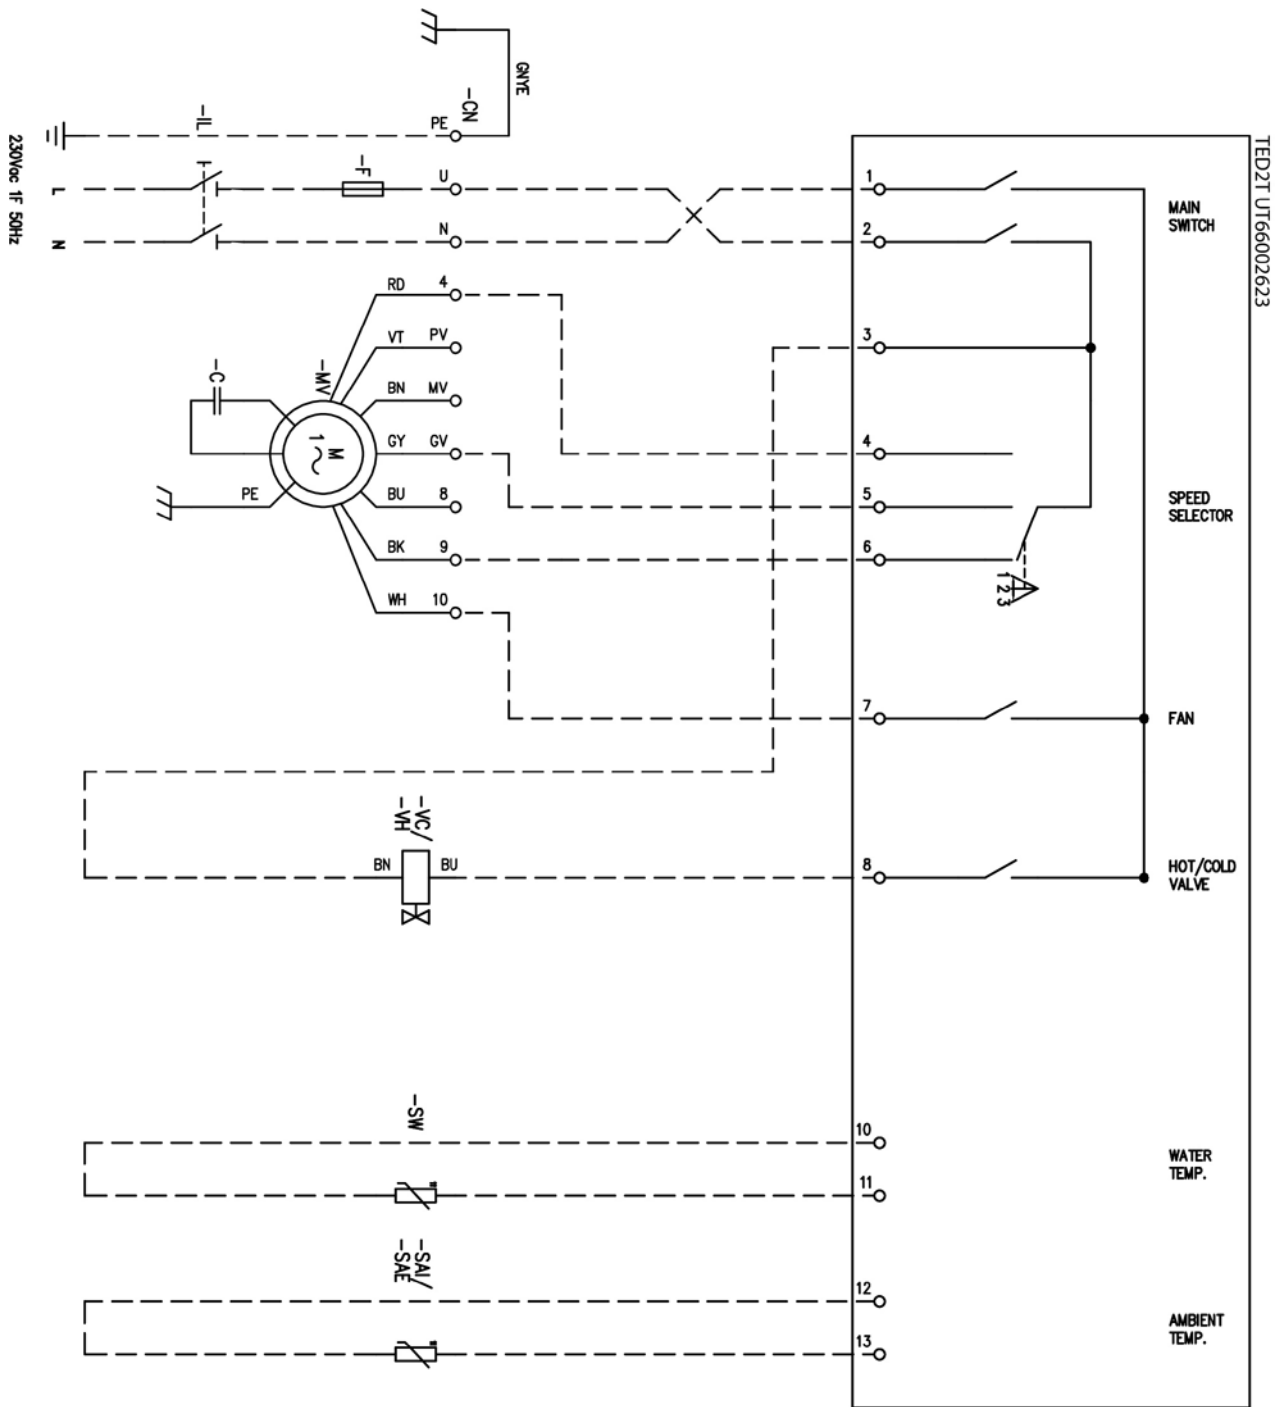 TED2T UT66002623
GNYE
-CN
-IL
PE
-F
U
1
MAIN
SWITCH
L
N
2
N
230Vac 1F 50Hz
RD 4
3
VT PV
-C
-MV
BN MV
M
1
GY GV
4
PE
BU 8
5
SPEED
SELECTOR
BK 9
6
1 2 3
WH 10
7
FAN
-VC/
-VH
BN
BU
8
HOT/COLD
VALVE
-SW
10
WATER
TEMP.
11
-SAI/
-SAE
12
AMBIENT
TEMP.
13